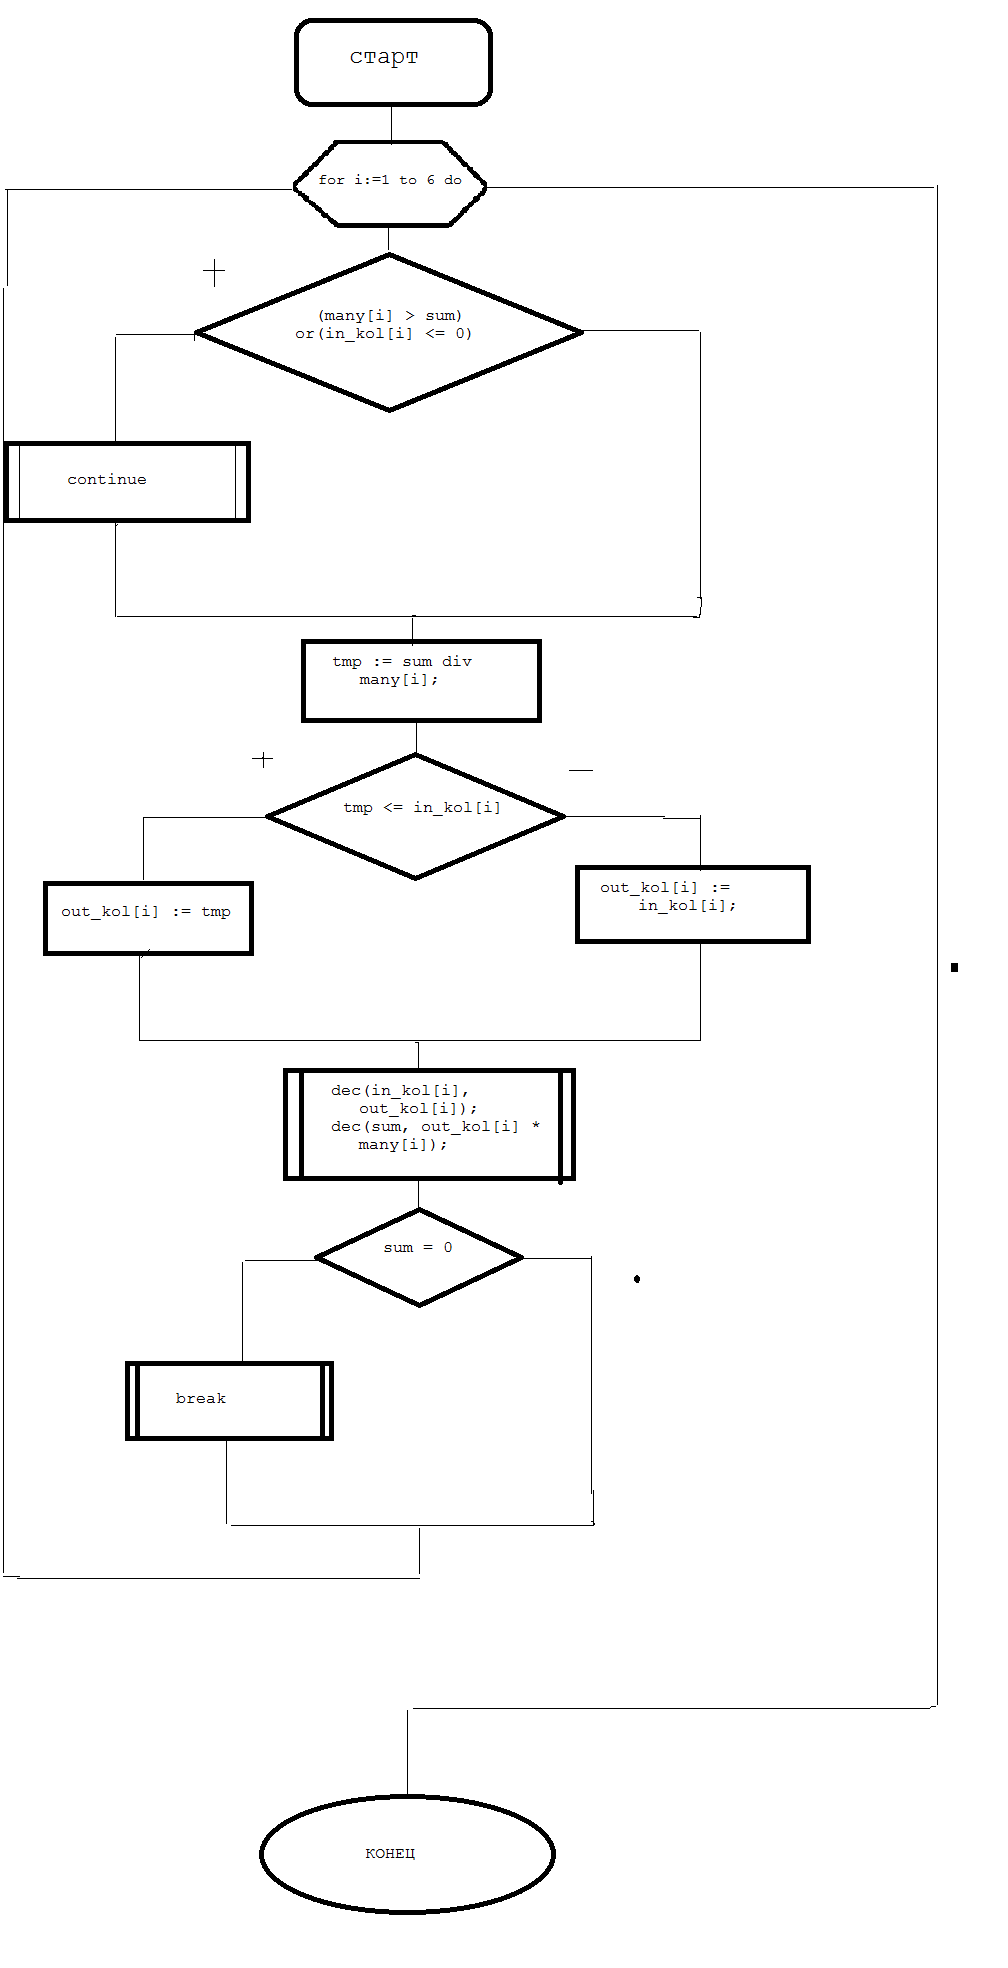 старт
for i:=1 to 6 do
+
(many[i] > sum)
or(in_kol[i] <= 0)
continue
tmp := sum div
many[i];
+
—
tmp <= in_kol[i]
out_kol[i] := tmp
out_kol[i] :=
in_kol[i];
dec(in_kol[i],
out_kol[i]);
dec(sum, out_kol[i] *
many[i]);
sum = 0
break
КОНЕЦ